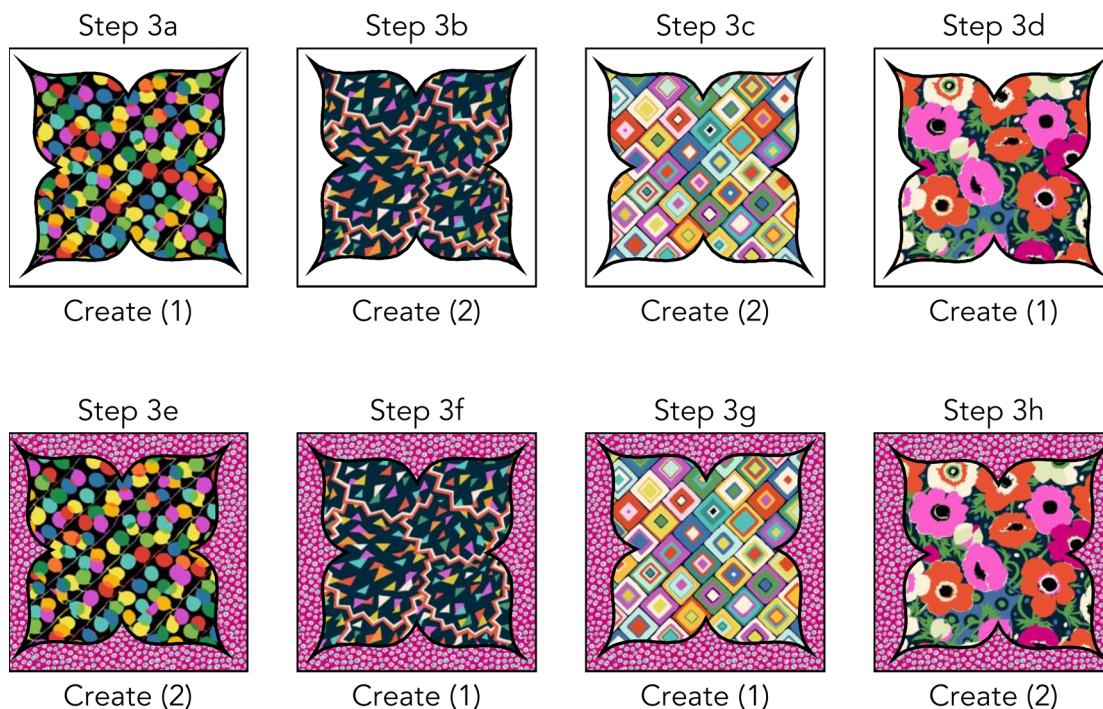 Step 3a
Step 3b
Step 3c
Step 3d
Create (1)
Create (2)
Create (2)
Create (1)
Step 3e
Step 3f
Step 3g
Step 3h
Create (2)
Create (1)
Create (1)
Create (2)